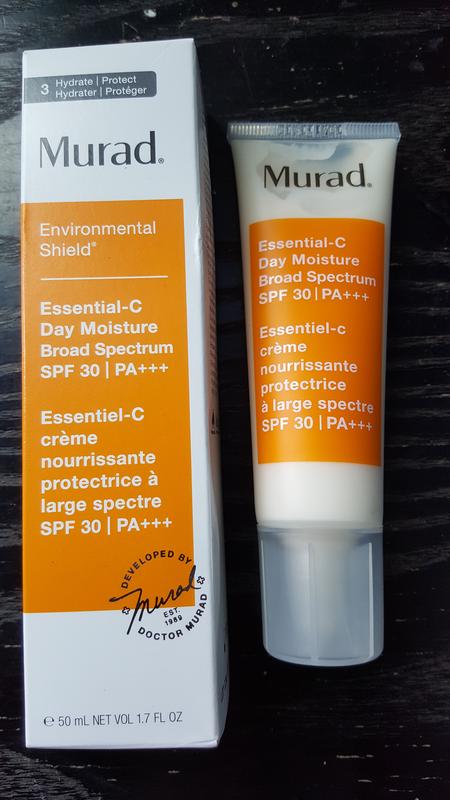 3 Hydrate | Protect
Hydrater | Protéger
Murad®
Environmental
Shield®
Essential-C
Day Moisture
Broad Spectrum
SPF 30 | PA+++
Essentiel-C
crème
nourrissante
protectrice à
large spectre
SPF 30 | PA+++
DEVELOPED BY
Murad
EST.
1989
DOCTOR MURAD
℮ 50 mL NET VOL 1.7 FL OZ
Murad®
Essential-C
Day Moisture
Broad Spectrum
SPF 30 | PA+++
Essentiel-c
crème
nourrissante
protectrice
à large spectre
SPF 30 | PA+++